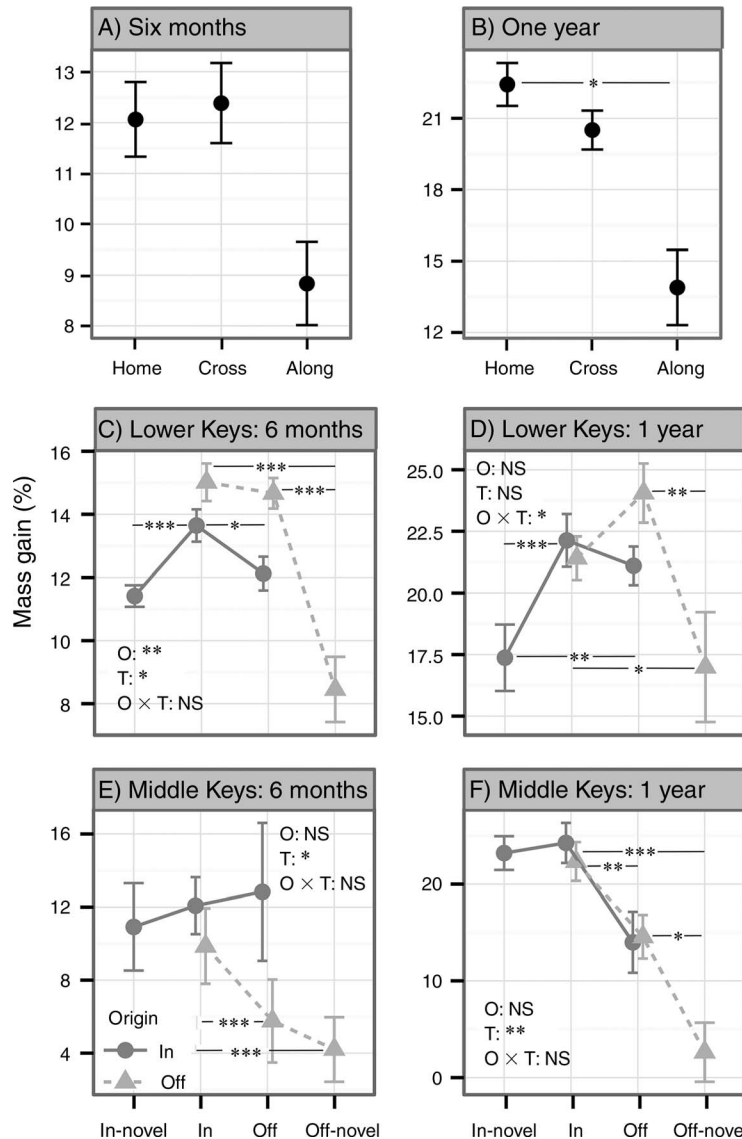 A) Six months
13
12
11
10
9
8
Home
Cross
Along
B) One year
21
18
15
12
*
Home
Cross
Along
Mass gain (%)
C) Lower Keys: 6 months
16
14
12
10
8
***
***
***
*
O: **
T: *
O × T: NS
D) Lower Keys: 1 year
25.0
22.5
20.0
17.5
15.0
O: NS
T: NS
O × T: *
**
***
**
*
E) Middle Keys: 6 months
16
12
8
4
O: NS
T: *
O × T: NS
***
***
Origin
In
Off
In-novel
In
Off
Off-novel
F) Middle Keys: 1 year
20
10
0
***
**
*
O: NS
T: **
O × T: NS
In-novel
In
Off
Off-novel